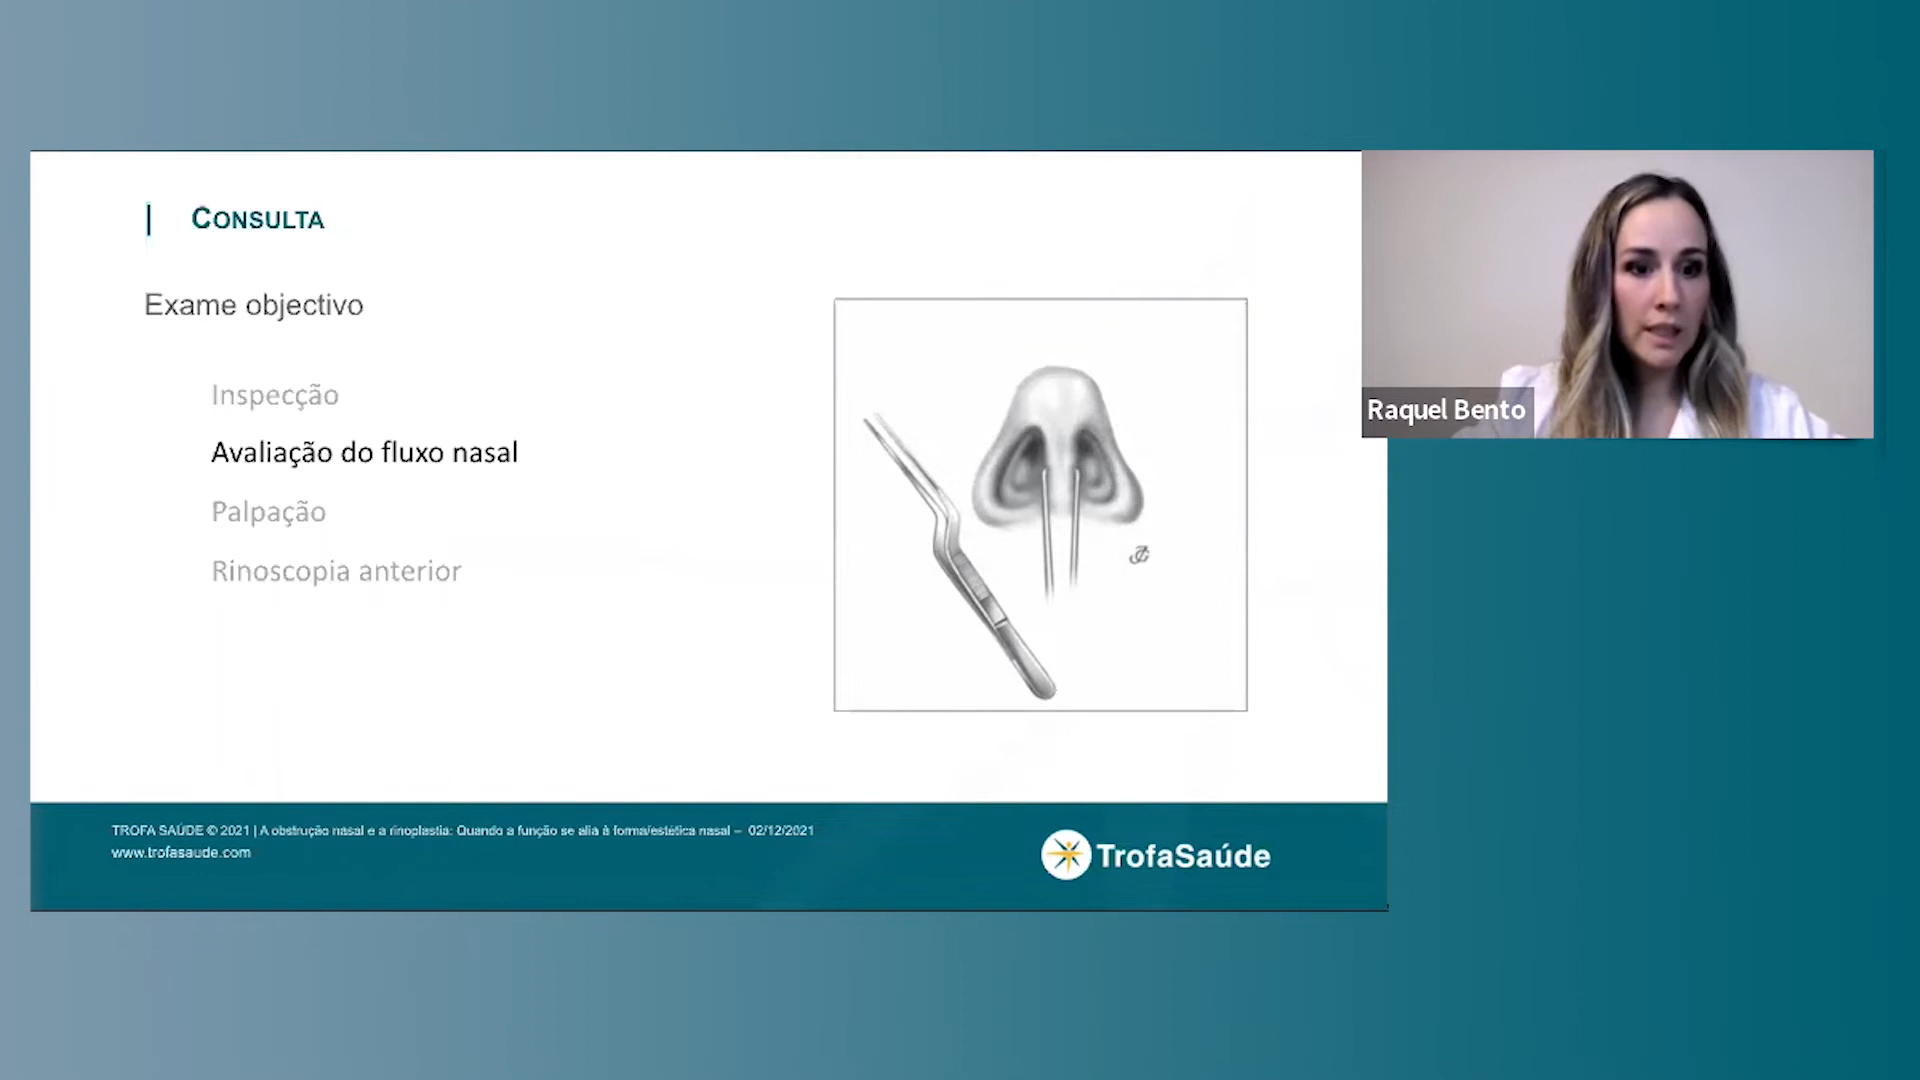 CONSULTA
Exame objectivo
Inspecção
Avaliação do fluxo nasal
Palpação
Rinoscopia anterior
Raquel Bento
TROFA SAÚDE © 2021 | A obstrução nasal e a rinoplastia: Quando a função se alia à forma/estética nasal – 02/12/2021
www.trofasaude.com
TrofaSaúde